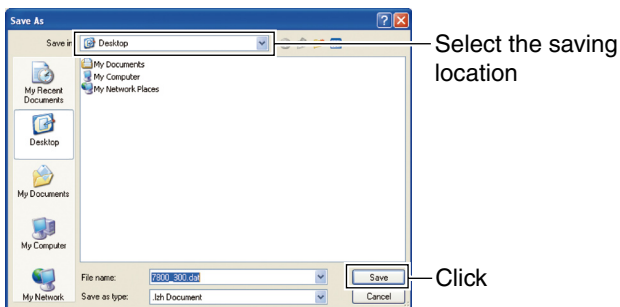 Save As
Save in
Desktop
Select the saving
location
My Documents
My Computer
My Network Places
My Recent
Documents
Desktop
My Documents
My Computer
My Network
File name:
7800_300.dat
Save
Click
Save as type:
.lzh Document
Cancel